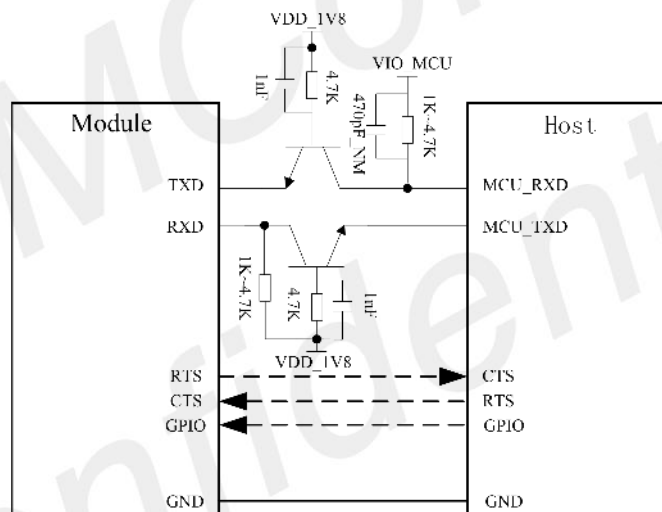 VDD_1V8
1nF
4.7K
VIO_MCU
470pF_NM
1K~4.7K
Module
Host
TXD
MCU_RXD
RXD
MCU_TXD
1K~4.7K
4.7K
1nF
VDD_1V8
RTS
CTS
CTS
RTS
GPIO
GPIO
GND
GND